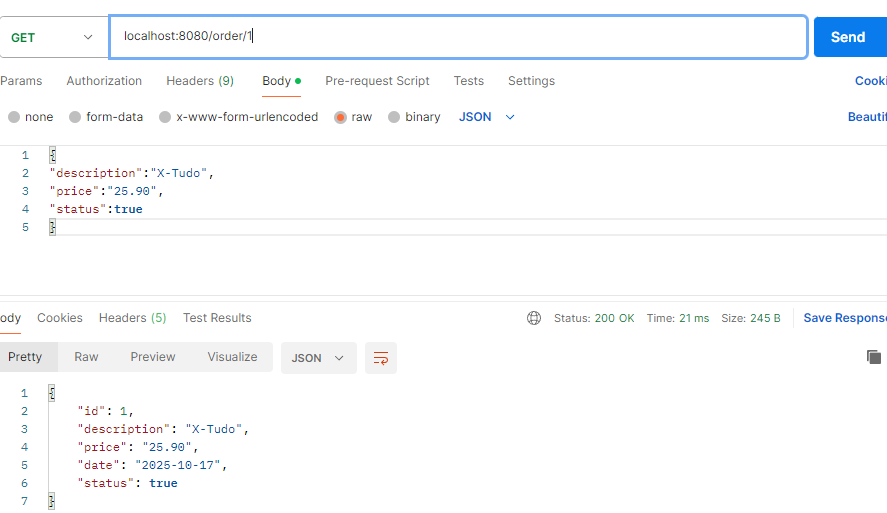 GET localhost:8080/order/1 Send
Params Authorization Headers (9) Body Pre-request Script Tests Settings Cooki
none form-data x-www-form-urlencoded raw binary JSON Beautif
1 {
2 "description":"X-Tudo",
3 "price":"25.90",
4 "status":true
5 }
ody Cookies Headers (5) Test Results Status: 200 OK Time: 21 ms Size: 245 B Save Response
Pretty Raw Preview Visualize JSON
1 {
2 "id": 1,
3 "description": "X-Tudo",
4 "price": "25.90",
5 "date": "2025-10-17",
6 "status": true
7 }